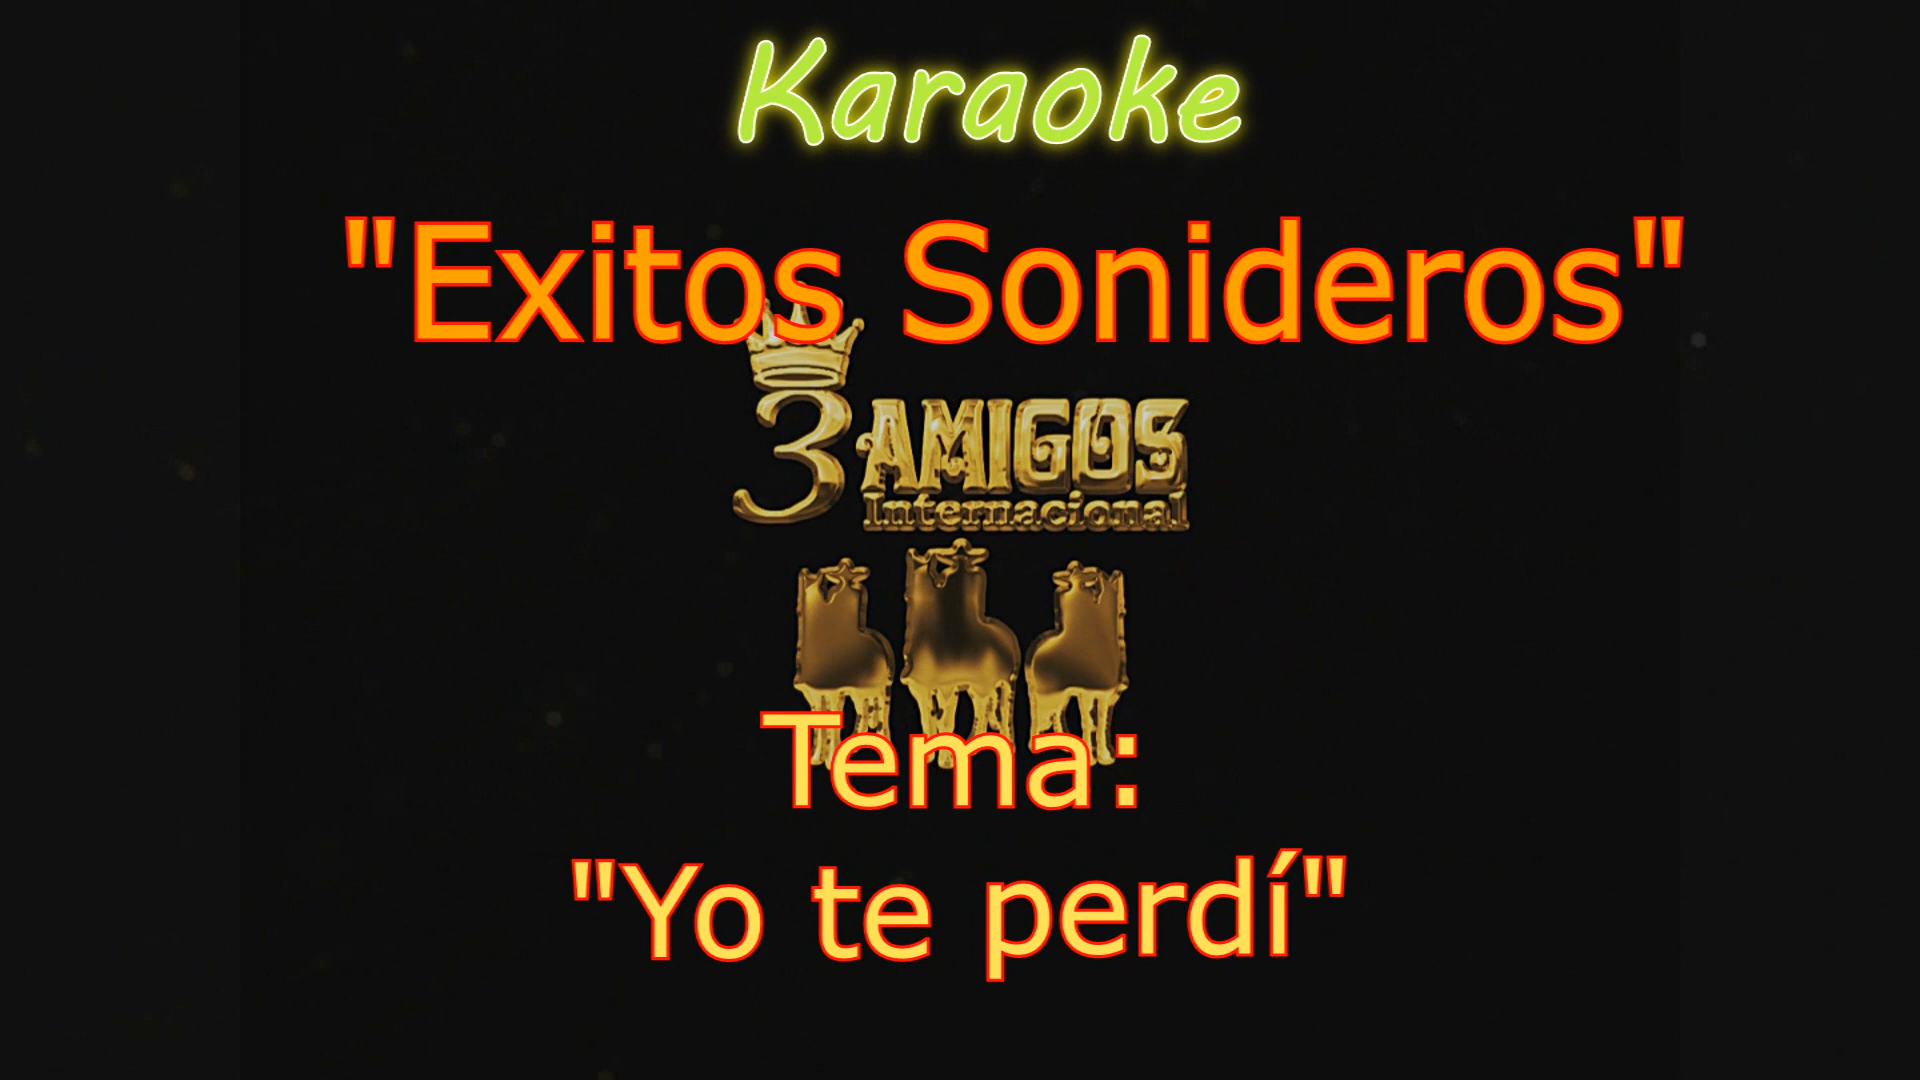 Karaoke
"Exitos Sonideros"
3 AMIGOS
Internacional
Tema:
"Yo te perdí"